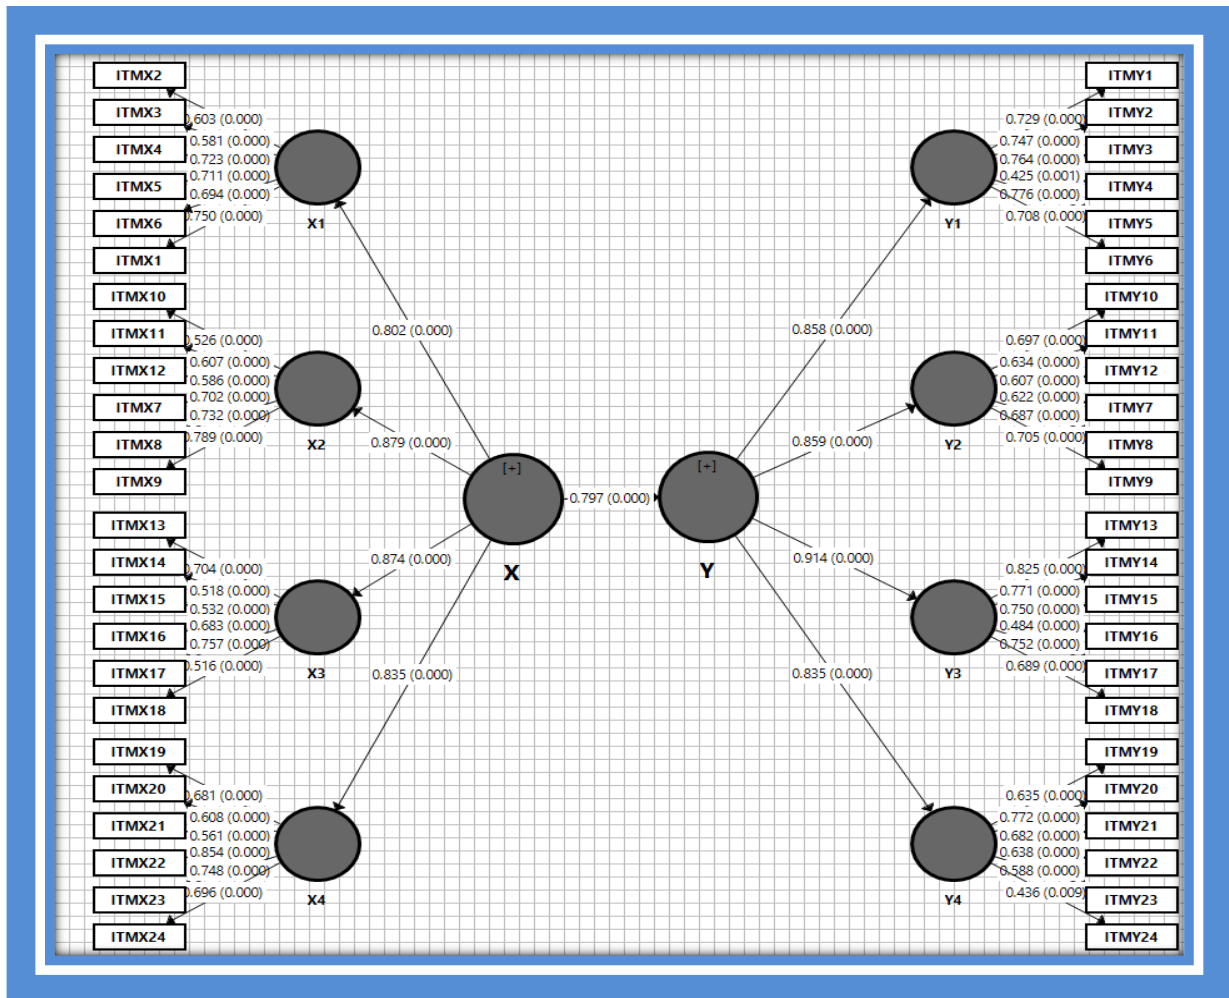 ITMX2
ITMX3
ITMX4
ITMX5
ITMX6
ITMX1
0.603 (0.000)
0.581 (0.000)
0.723 (0.000)
0.711 (0.000)
0.694 (0.000)
0.750 (0.000)
X1
ITMX10
ITMX11
ITMX12
ITMX7
ITMX8
ITMX9
0.526 (0.000)
0.607 (0.000)
0.586 (0.000)
0.702 (0.000)
0.732 (0.000)
0.789 (0.000)
X2
ITMX13
ITMX14
ITMX15
ITMX16
ITMX17
ITMX18
0.704 (0.000)
0.518 (0.000)
0.532 (0.000)
0.683 (0.000)
0.757 (0.000)
0.516 (0.000)
X3
ITMX19
ITMX20
ITMX21
ITMX22
ITMX23
ITMX24
0.681 (0.000)
0.608 (0.000)
0.561 (0.000)
0.854 (0.000)
0.748 (0.000)
0.696 (0.000)
X4
0.802 (0.000)
0.879 (0.000)
0.874 (0.000)
0.835 (0.000)
[+]
X
0.797 (0.000)
[+]
Y
0.858 (0.000)
0.859 (0.000)
0.914 (0.000)
0.835 (0.000)
Y1
0.729 (0.000)
0.747 (0.000)
0.764 (0.000)
0.425 (0.001)
0.776 (0.000)
0.708 (0.000)
ITMY1
ITMY2
ITMY3
ITMY4
ITMY5
ITMY6
Y2
0.697 (0.000)
0.634 (0.000)
0.607 (0.000)
0.622 (0.000)
0.687 (0.000)
0.705 (0.000)
ITMY10
ITMY11
ITMY12
ITMY7
ITMY8
ITMY9
Y3
0.825 (0.000)
0.771 (0.000)
0.750 (0.000)
0.484 (0.000)
0.752 (0.000)
0.689 (0.000)
ITMY13
ITMY14
ITMY15
ITMY16
ITMY17
ITMY18
Y4
0.635 (0.000)
0.772 (0.000)
0.682 (0.000)
0.638 (0.000)
0.588 (0.000)
0.436 (0.009)
ITMY19
ITMY20
ITMY21
ITMY22
ITMY23
ITMY24